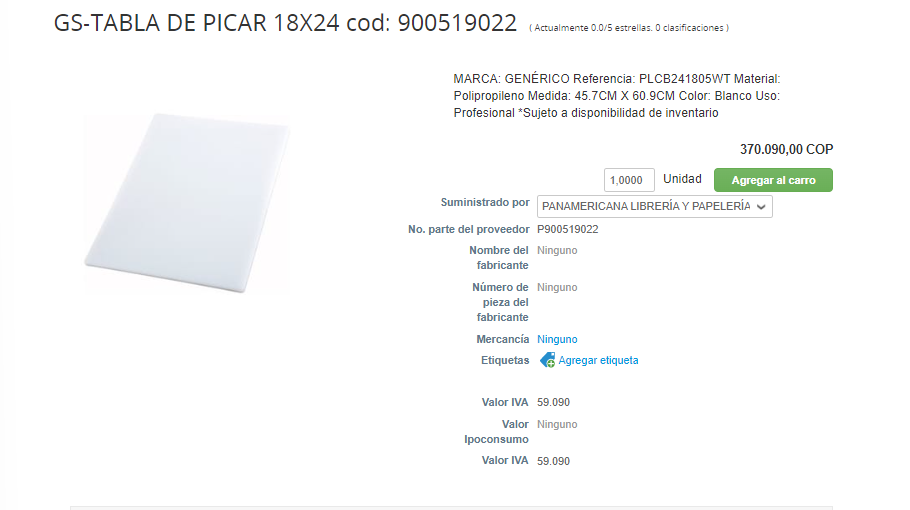 GS-TABLA DE PICAR 18X24 cod: 900519022 ( Actualmente 0.0/5 estrellas. 0 clasificaciones )
MARCA: GENÉRICO Referencia: PLCB241805WT Material:
Polipropileno Medida: 45.7CM X 60.9CM Color: Blanco Uso:
Profesional *Sujeto a disponibilidad de inventario
370.090,00 COP
1,0000 Unidad Agregar al carro
Suministrado por PANAMERICANA LIBRERÍA Y PAPELERÍA
No. parte del proveedor P900519022
Nombre del Ninguno
fabricante
Número de Ninguno
pieza del
fabricante
Mercancía Ninguno
Etiquetas Agregar etiqueta
Valor IVA 59.090
Valor Ninguno
Ipoconsumo
Valor IVA 59.090